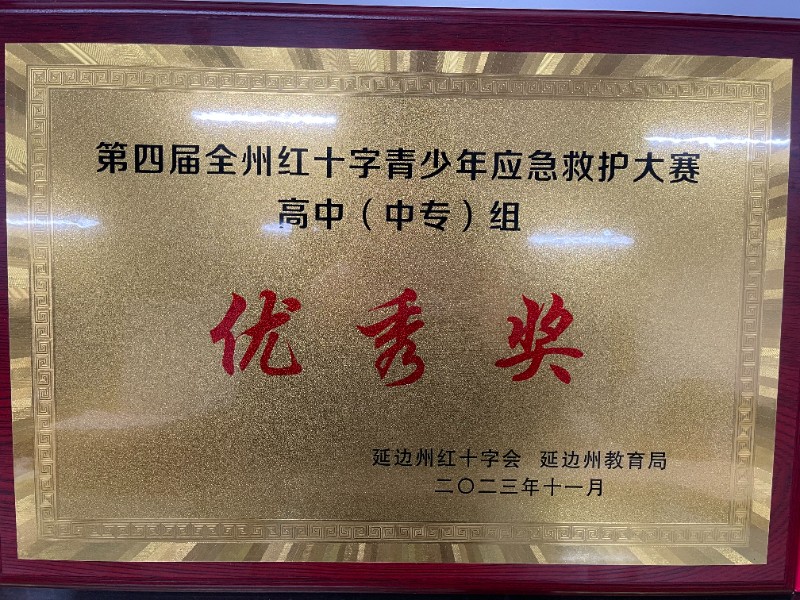 第四届全州红十字青少年应急救护大赛
高中（中专）组
优秀奖
延边州红十字会 延边州教育局
二〇二三年十一月